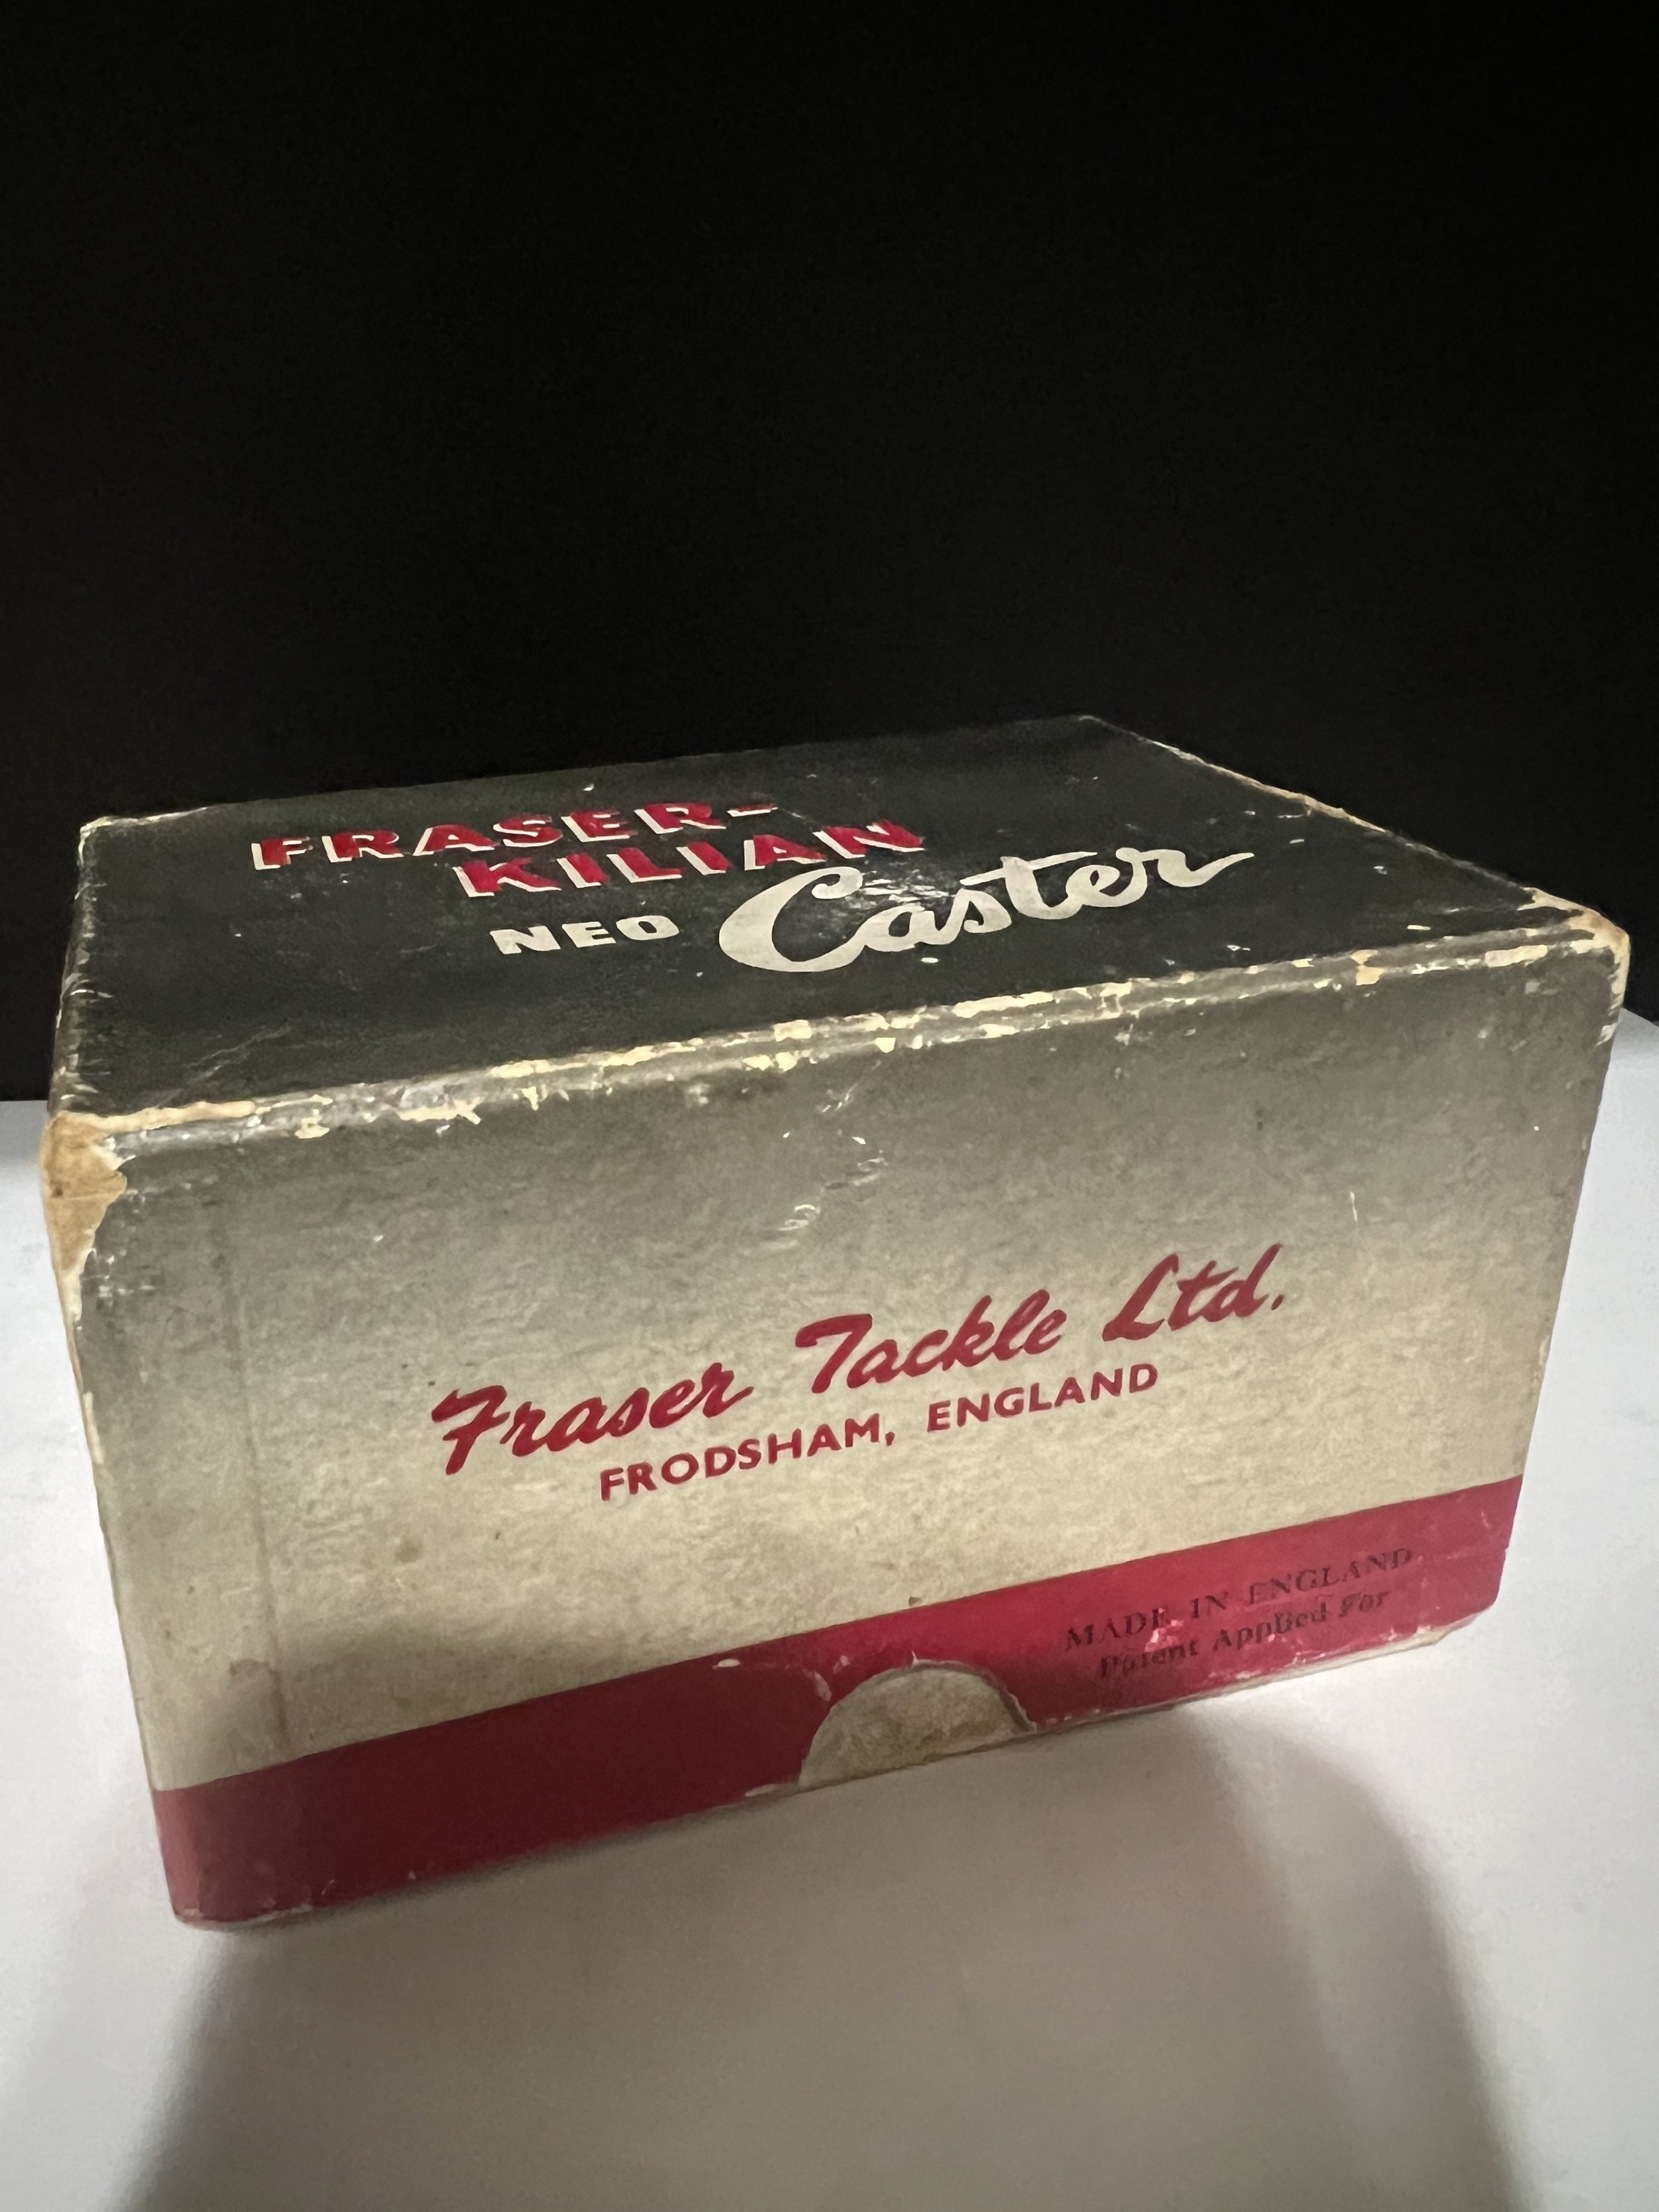 FRASER-
KILIAN
NEO Caster
Fraser Tackle Ltd.
FRODSHAM, ENGLAND
MADE IN ENGLAND
Patent Applied For